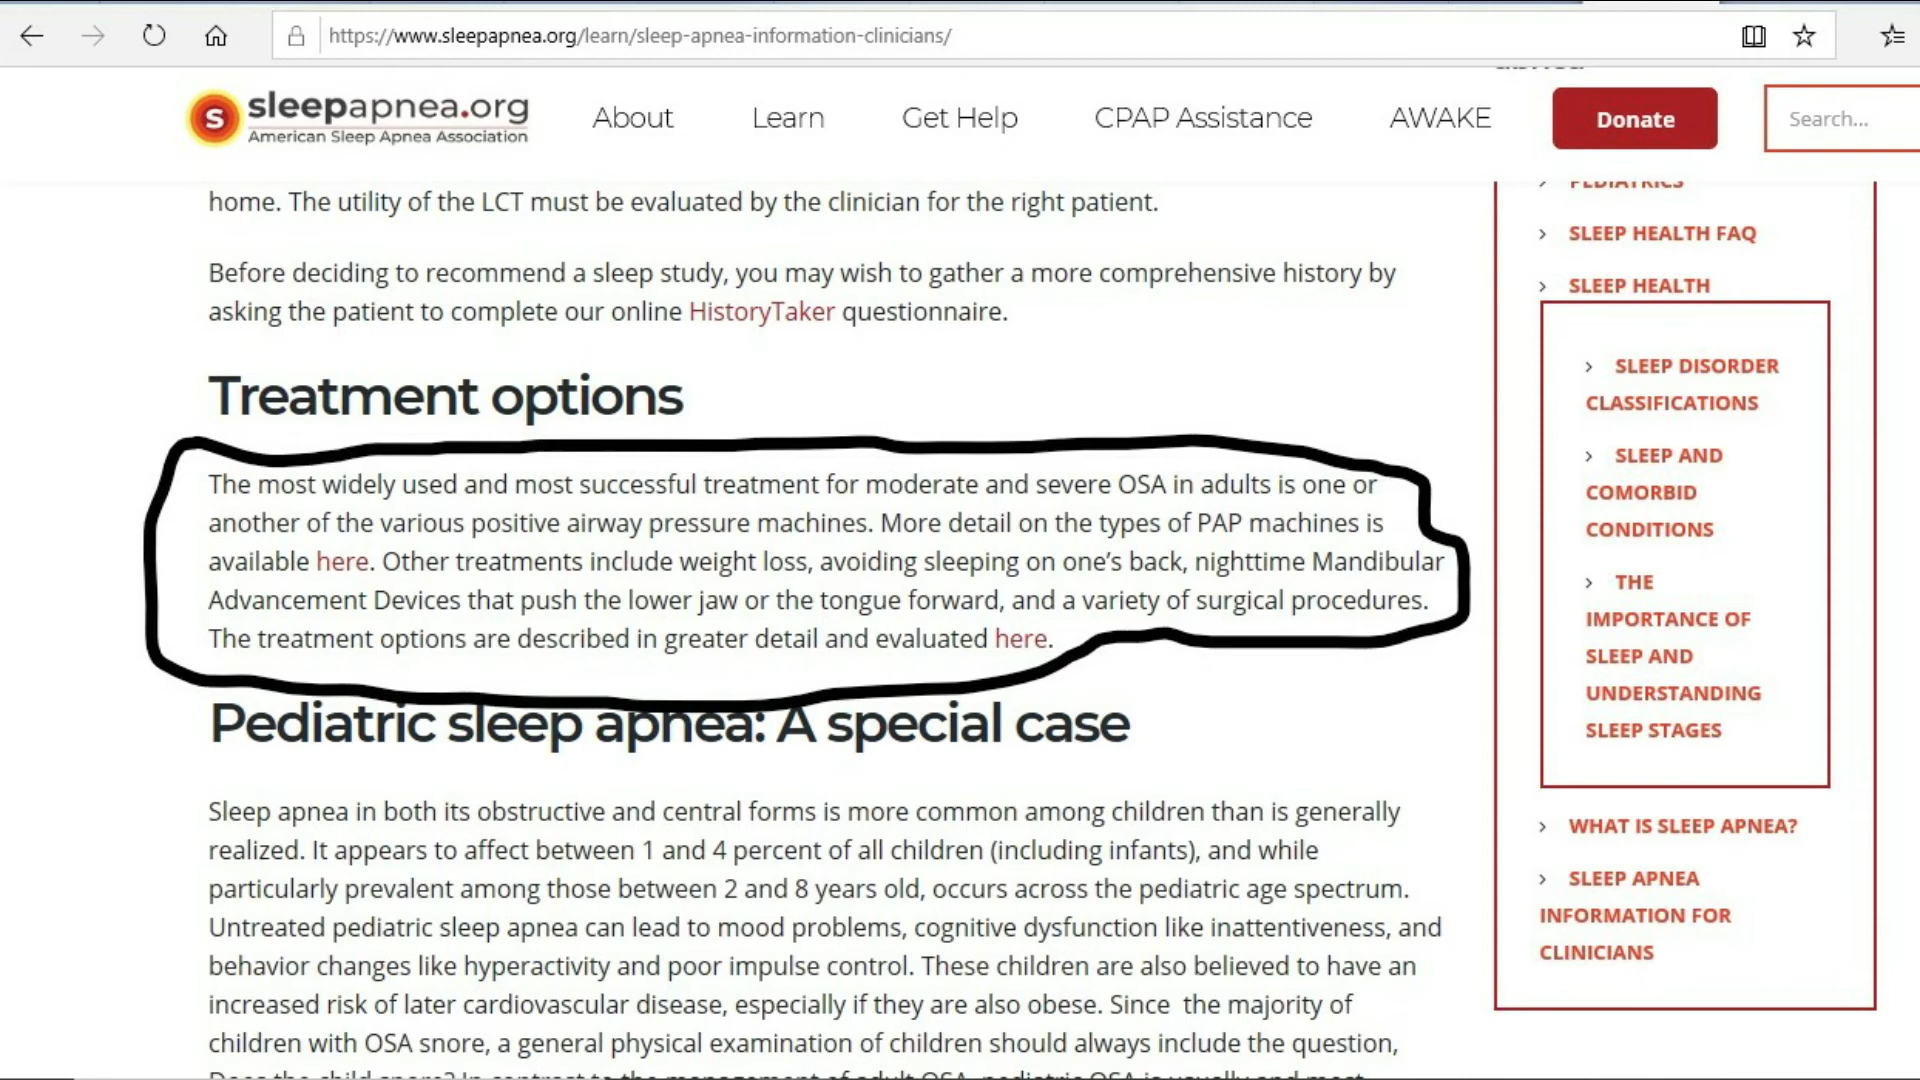 https://www.sleepapnea.org/learn/sleep-apnea-information-clinicians/
S sleepapnea.org
American Sleep Apnea Association
About
Learn
Get Help
CPAP Assistance
AWAKE
Donate
Search...
home. The utility of the LCT must be evaluated by the clinician for the right patient.
Before deciding to recommend a sleep study, you may wish to gather a more comprehensive history by
asking the patient to complete our online HistoryTaker questionnaire.
Treatment options
The most widely used and most successful treatment for moderate and severe OSA in adults is one or
another of the various positive airway pressure machines. More detail on the types of PAP machines is
available here. Other treatments include weight loss, avoiding sleeping on one’s back, nighttime Mandibular
Advancement Devices that push the lower jaw or the tongue forward, and a variety of surgical procedures.
The treatment options are described in greater detail and evaluated here.
Pediatric sleep apnea: A special case
Sleep apnea in both its obstructive and central forms is more common among children than is generally
realized. It appears to affect between 1 and 4 percent of all children (including infants), and while
particularly prevalent among those between 2 and 8 years old, occurs across the pediatric age spectrum.
Untreated pediatric sleep apnea can lead to mood problems, cognitive dysfunction like inattentiveness, and
behavior changes like hyperactivity and poor impulse control. These children are also believed to have an
increased risk of later cardiovascular disease, especially if they are also obese. Since the majority of
children with OSA snore, a general physical examination of children should always include the question,
PEDIATRICS
SLEEP HEALTH FAQ
SLEEP HEALTH
SLEEP DISORDER
CLASSIFICATIONS
SLEEP AND
COMORBID
CONDITIONS
THE
IMPORTANCE OF
SLEEP AND
UNDERSTANDING
SLEEP STAGES
WHAT IS SLEEP APNEA?
SLEEP APNEA
INFORMATION FOR
CLINICIANS